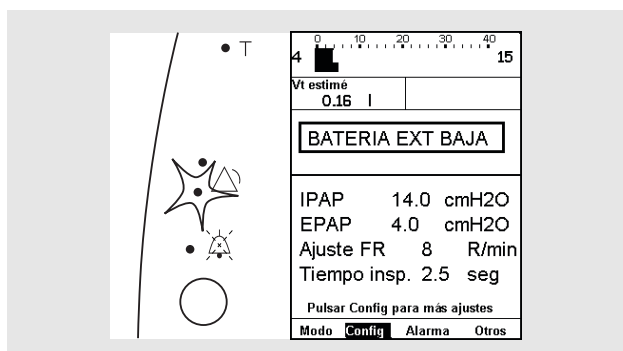 T
0 10 20 30 40
4 15
Vt estimé
0.16 l
BATERIA EXT BAJA
IPAP 14.0 cmH2O
EPAP 4.0 cmH2O
Ajuste FR 8 R/min
Tiempo insp. 2.5 seg
Pulsar Config para más ajustes
Modo Config Alarma Otros